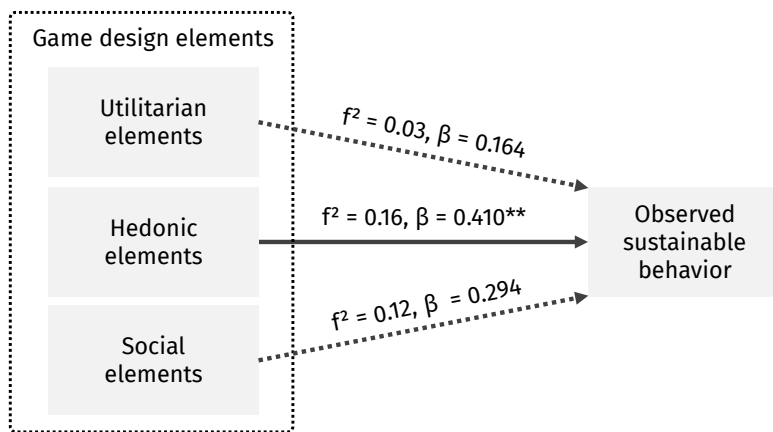 Game design elements
Utilitarian
elements
f² = 0.03, β = 0.164
Hedonic
elements
f² = 0.16, β = 0.410**
Observed
sustainable
behavior
Social
elements
f² = 0.12, β = 0.294